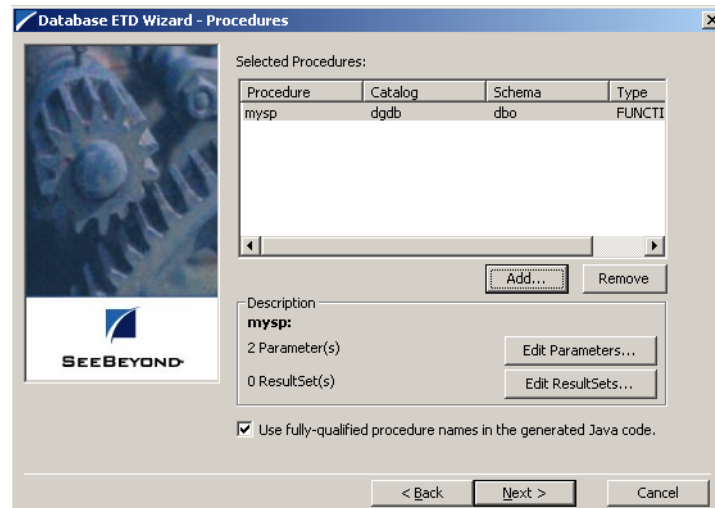 Database ETD Wizard - Procedures
Selected Procedures:
Procedure Catalog Schema Type
mysp dgdb dbo FUNCTI
Add... Remove
Description
mysp:
2 Parameter(s) Edit Parameters...
0 ResultSet(s) Edit ResultSets...
SEEBEYOND
Use fully-qualified procedure names in the generated Java code.
< Back Next > Cancel